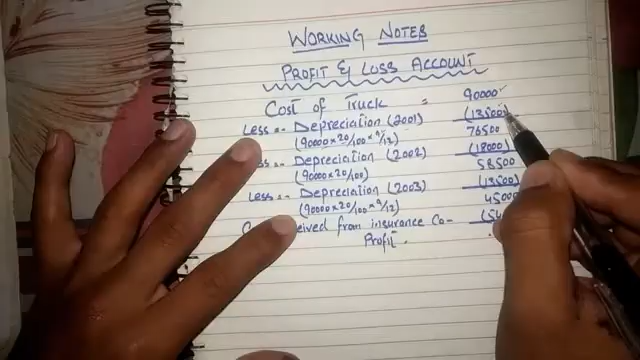 WORKING NOTES
PROFIT & LOSS ACCOUNT
Cost of Truck = 90000
Less:- Depreciation (2001) (13500)
(90000×20/100×9/12) 76500
Depreciation (2002) (18000)
(90000×20/100) 58500
Less:- Depreciation (2003) (13500)
(90000×20/100×9/12) 45000
from insurance Co-
Profit.